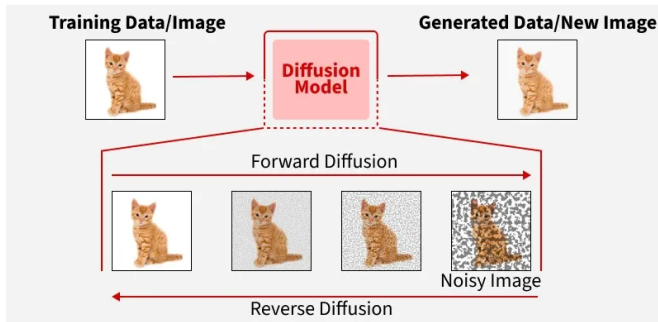 Training Data/Image
Generated Data/New Image
Diffusion
Model
Forward Diffusion
Noisy Image
Reverse Diffusion